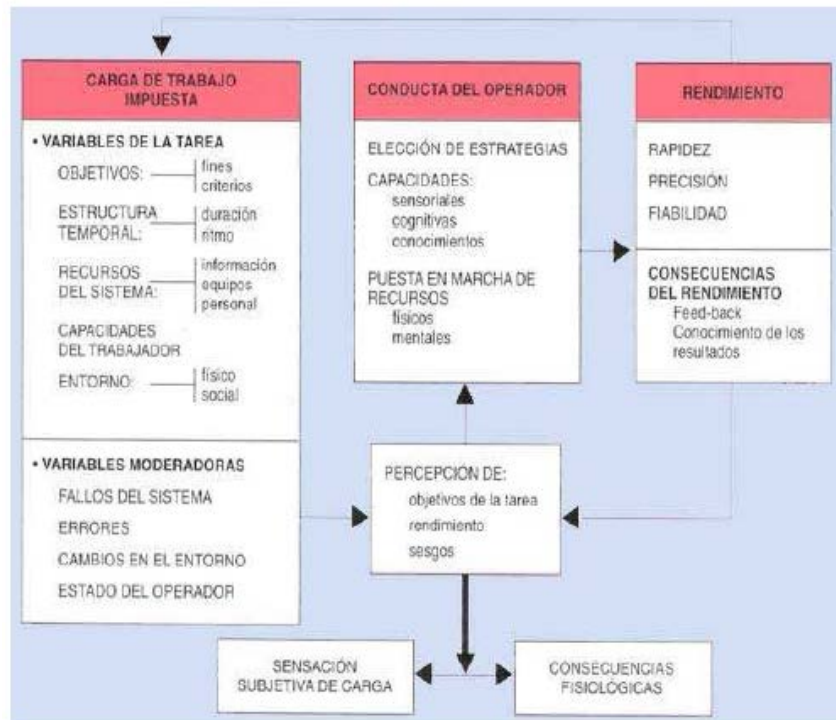 CARGA DE TRABAJO
IMPUESTA
• VARIABLES DE LA TAREA
OBJETIVOS:
fines
criterios
ESTRUCTURA
TEMPORAL:
duración
ritmo
RECURSOS
DEL SISTEMA:
información
equipos
personal
CAPACIDADES
DEL TRABAJADOR
ENTORNO:
físico
social
• VARIABLES MODERADORAS
FALLOS DEL SISTEMA
ERRORES
CAMBIOS EN EL ENTORNO
ESTADO DEL OPERADOR
CONDUCTA DEL OPERADOR
ELECCIÓN DE ESTRATEGIAS
CAPACIDADES:
sensoriales
cognitivas
conocimientos
PUESTA EN MARCHA DE
RECURSOS
físicos
mentales
RENDIMIENTO
RAPIDEZ
PRECISIÓN
FIABILIDAD
CONSECUENCIAS
DEL RENDIMIENTO
Feed-back
Conocimiento de los
resultados
PERCEPCIÓN DE:
objetivos de la tarea
rendimiento
sesgos
SENSACIÓN
SUBJETIVA DE CARGA
CONSECUENCIAS
FISIOLÓGICAS